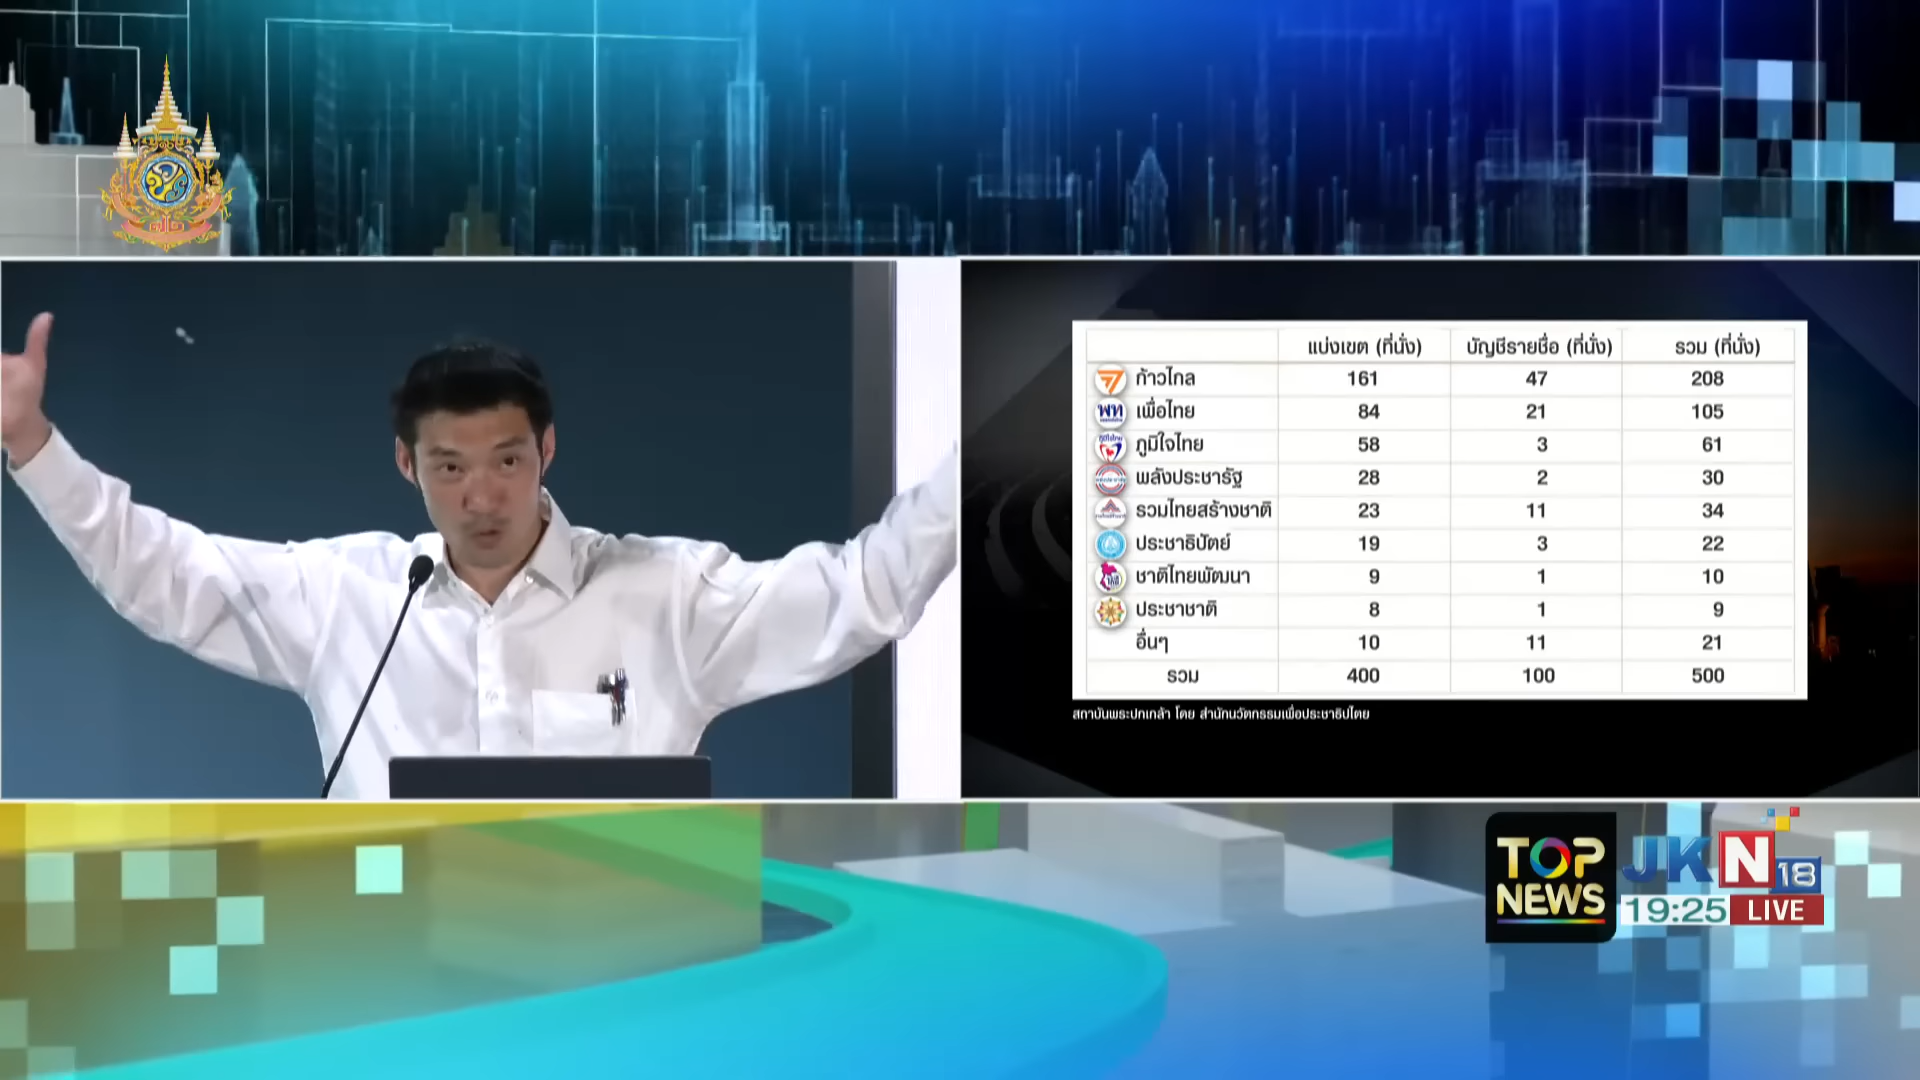 แบ่งเขต (ที่นั่ง) บัญชีรายชื่อ (ที่นั่ง) รวม (ที่นั่ง)
ก้าวไกล 161 47 208
พท เพื่อไทย 84 21 105
ภูมิใจไทย 58 3 61
พลังประชารัฐ 28 2 30
รวมไทยสร้างชาติ 23 11 34
ประชาธิปัตย์ 19 3 22
ชาติไทยพัฒนา 9 1 10
ประชาชาติ 8 1 9
อื่นๆ 10 11 21
รวม 400 100 500
สถาบันพระปกเกล้า โดย สำนักนวัตกรรมเพื่อประชาธิปไตย
TOP NEWS
JKN 18
19:25 LIVE